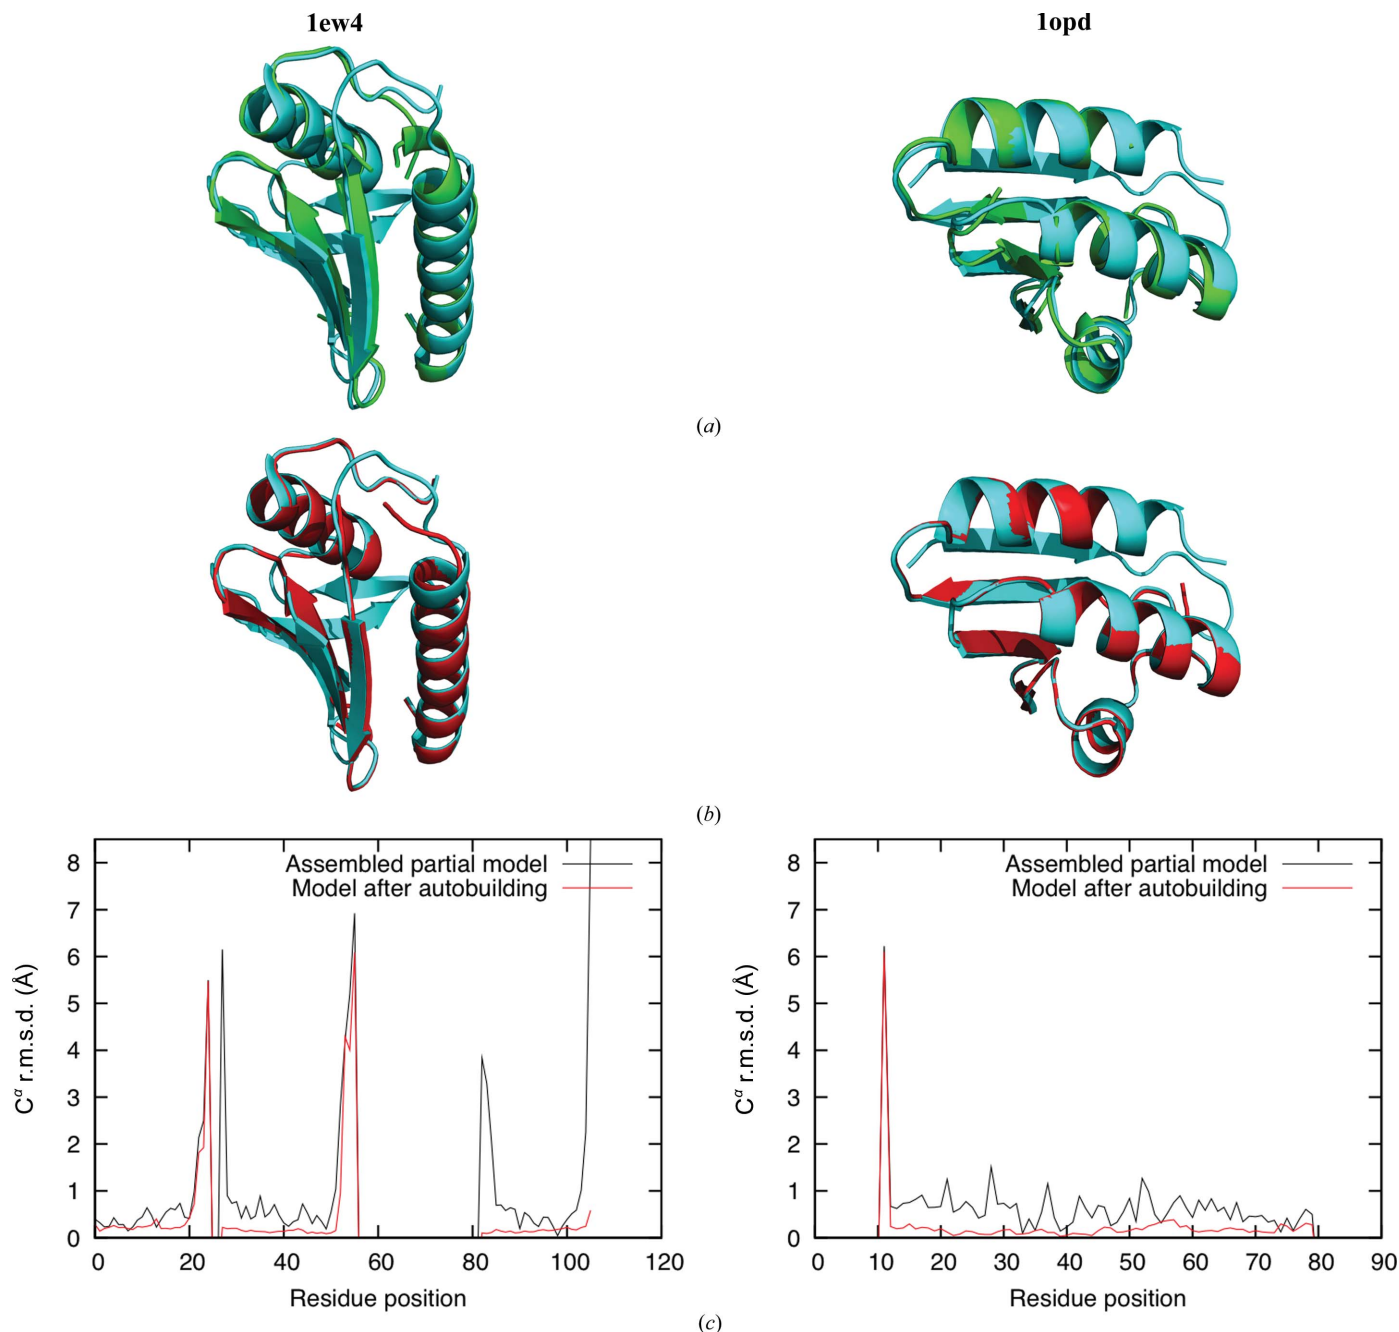 1ew4 1opd
(a)
(b)
8 Assembled partial model
Model after autobuilding
7
6
5
4
3
2
1
0
Cα r.m.s.d. (Å)
0 20 40 60 80 100 120
Residue position
8 Assembled partial model
Model after autobuilding
7
6
5
4
3
2
1
0
Cα r.m.s.d. (Å)
0 10 20 30 40 50 60 70 80 90
Residue position
(c)